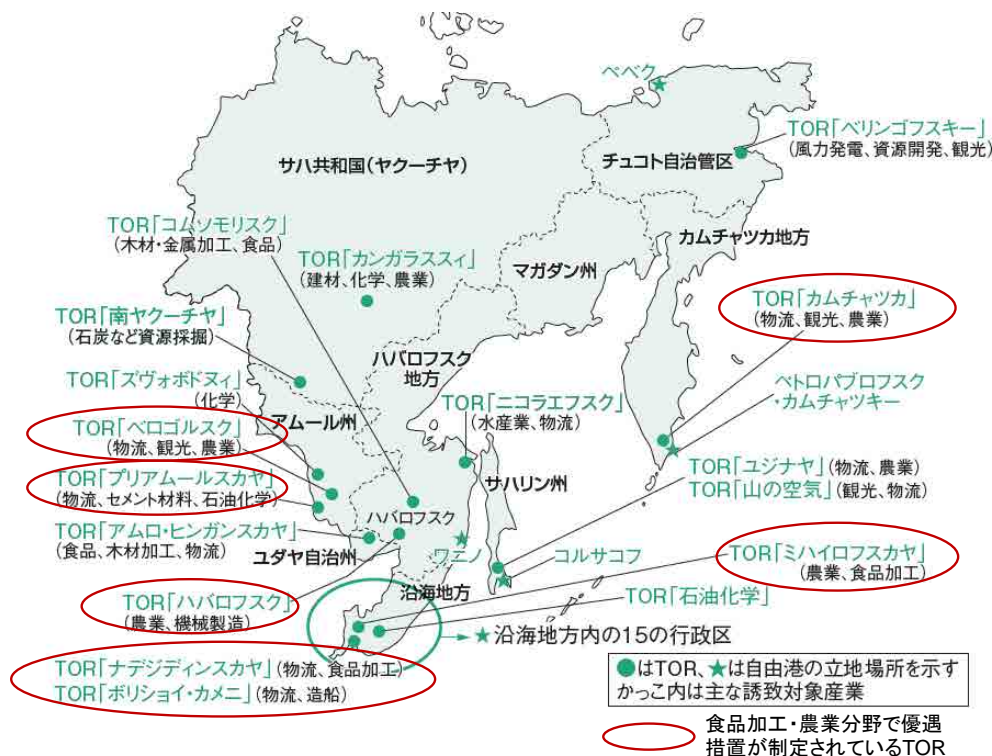 ペベク
TOR「ベリンゴフスキー」
(風力発電、資源開発、観光)
チュコト自治管区
サハ共和国(ヤクーチヤ)
カムチャツカ地方
マガダン州
TOR「コムソモリスク」
(木材・金属加工、食品)
TOR「カンガラススィ」
(建材、化学、農業)
TOR「カムチャツカ」
(物流、観光、農業)
TOR「南ヤクーチヤ」
(石炭など資源採掘)
ハバロフスク
地方
ペトロパブロフスク
・カムチャツキー
TOR「ズヴォボドヌィ」
(化学)
アムール州
TOR「ニコラエフスク」
(水産業、物流)
TOR「ベロゴルスク」
(物流、観光、農業)
サハリン州
TOR「ユジナヤ」(物流、農業)
TOR「山の空気」(観光、物流)
TOR「プリアムールスカヤ」
(物流、セメント材料、石油化学)
ハバロフスク
TOR「アムロ・ヒンガンスカヤ」
(食品、木材加工、物流)
ユダヤ自治州
ワニノ
コルサコフ
TOR「ミハイロフスカヤ」
(農業、食品加工)
沿海地方
TOR「ハバロフスク」
(農業、機械製造)
TOR「石油化学」
★沿海地方内の15の行政区
TOR「ナデジディンスカヤ」(物流、食品加工)
TOR「ボリショイ・カメニ」(物流、造船)
●はTOR、★は自由港の立地場所を示す
かっこ内は主な誘致対象産業
食品加工・農業分野で優遇
措置が制定されているTOR